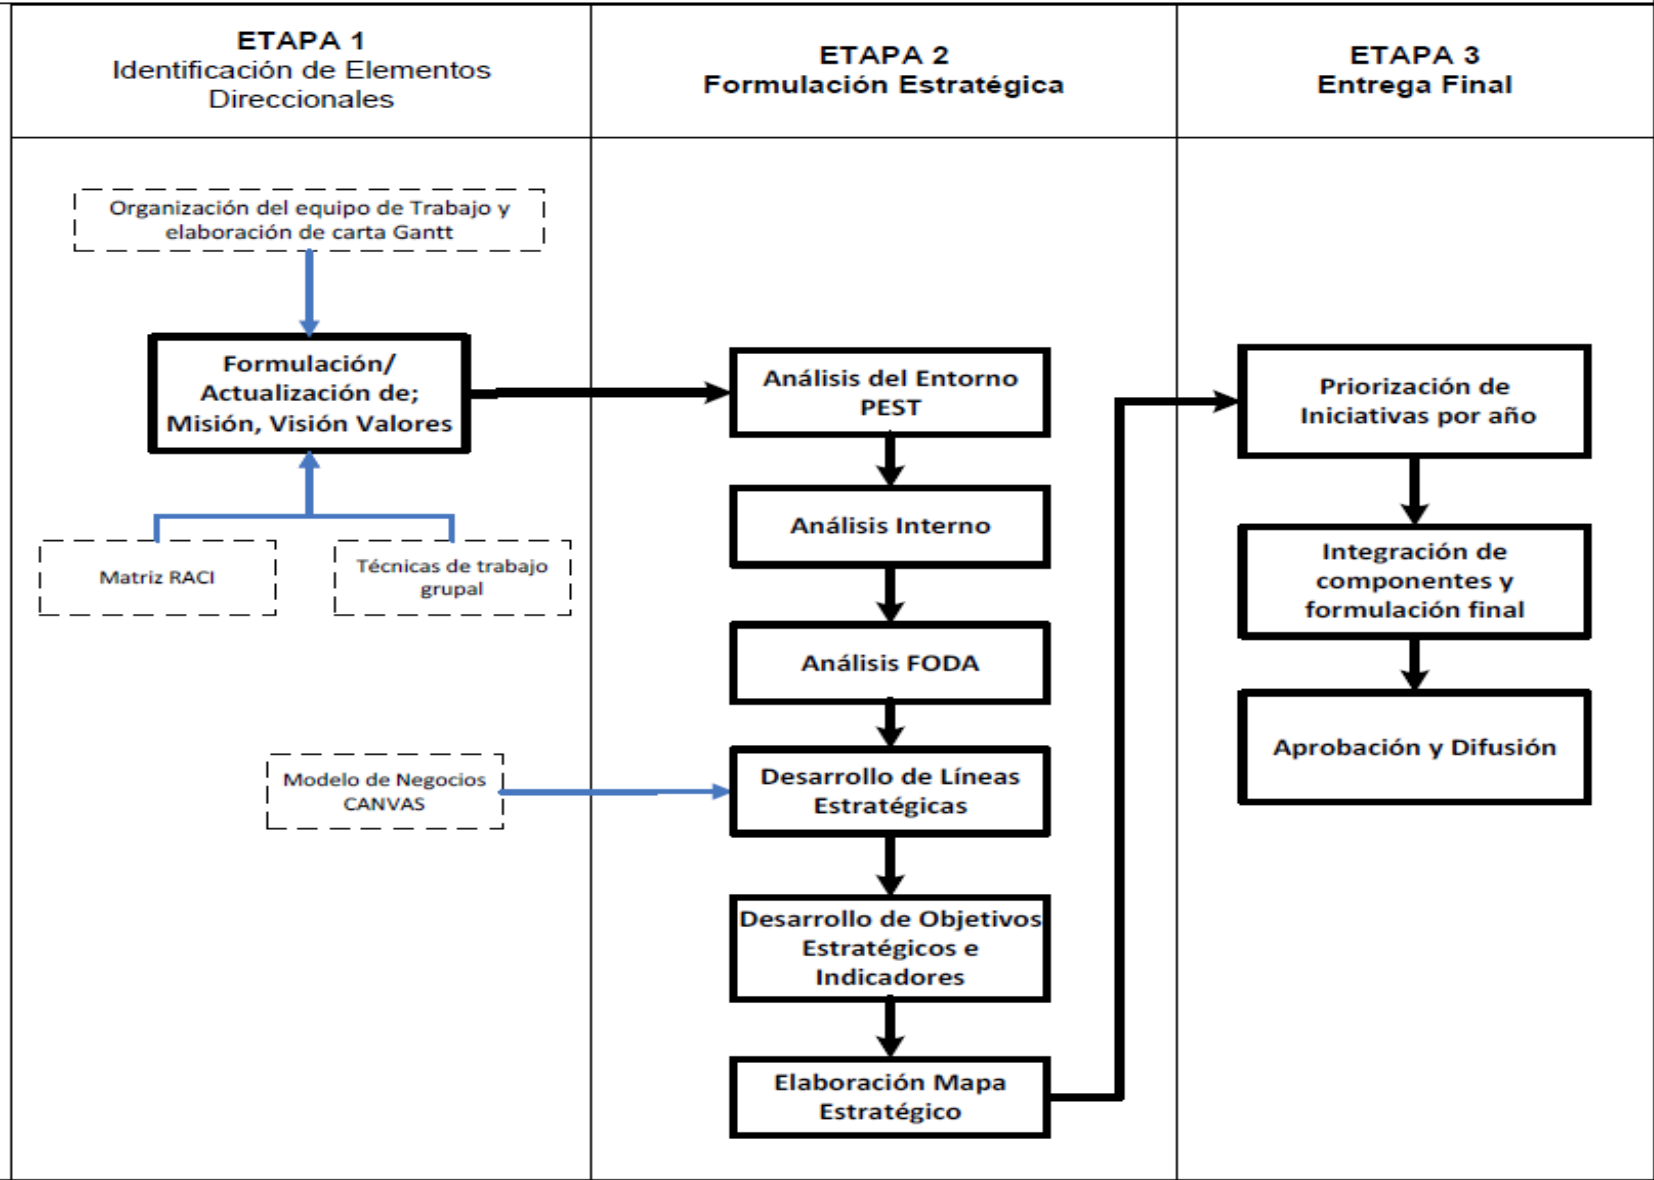 ETAPA 1
Identificación de Elementos
Direccionales
ETAPA 2
Formulación Estratégica
ETAPA 3
Entrega Final
Organización del equipo de Trabajo y
elaboración de carta Gantt
Formulación/
Actualización de;
Misión, Visión Valores
Matriz RACI
Técnicas de trabajo
grupal
Modelo de Negocios
CANVAS
Análisis del Entorno
PEST
Análisis Interno
Análisis FODA
Desarrollo de Líneas
Estratégicas
Desarrollo de Objetivos
Estratégicos e
Indicadores
Elaboración Mapa
Estratégico
Priorización de
Iniciativas por año
Integración de
componentes y
formulación final
Aprobación y Difusión